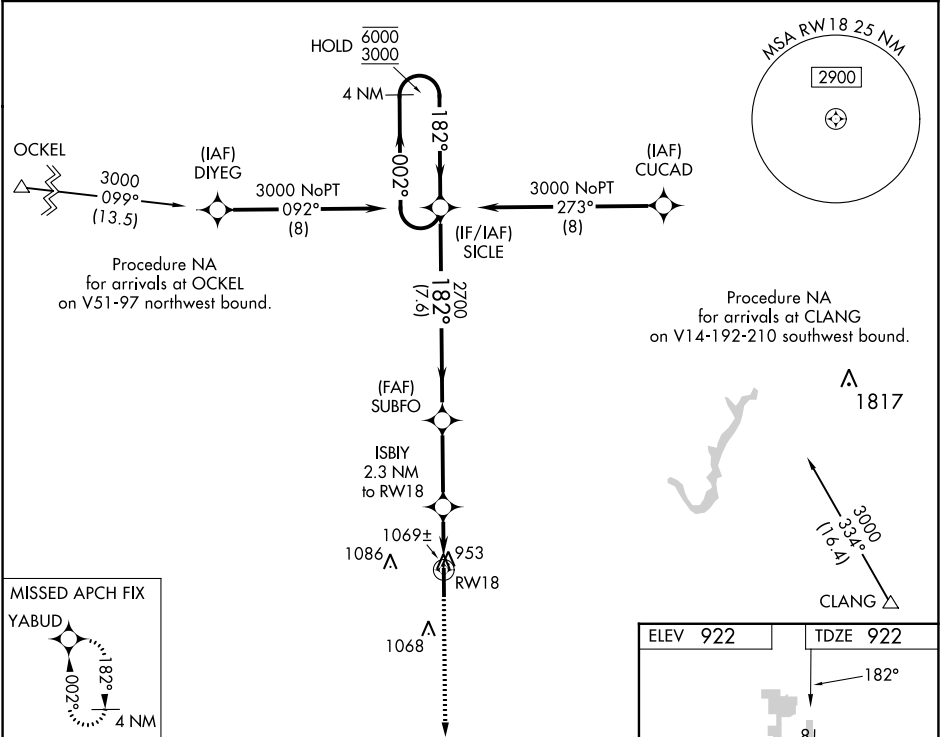 MSA RW18 25 NM
2900
HOLD
6000
3000
4 NM
182°
002°
OCKEL
3000
099°
(13.5)
(IAF)
DIYEG
3000 NoPT
092°
(8)
(IAF)
CUCAD
3000 NoPT
273°
(8)
(IF/IAF)
SICLE
Procedure NA
for arrivals at OCKEL
on V51-97 northwest bound.
2700
182°
(7.6)
Procedure NA
for arrivals at CLANG
on V14-192-210 southwest bound.
1817
(FAF)
SUBFO
ISBIY
2.3 NM
to RW18
1069±
1086
953
RW18
3000
334°
(16.4)
CLANG
1068
MISSED APCH FIX
YABUD
182°
002°
4 NM
ELEV 922
TDZE 922
182°